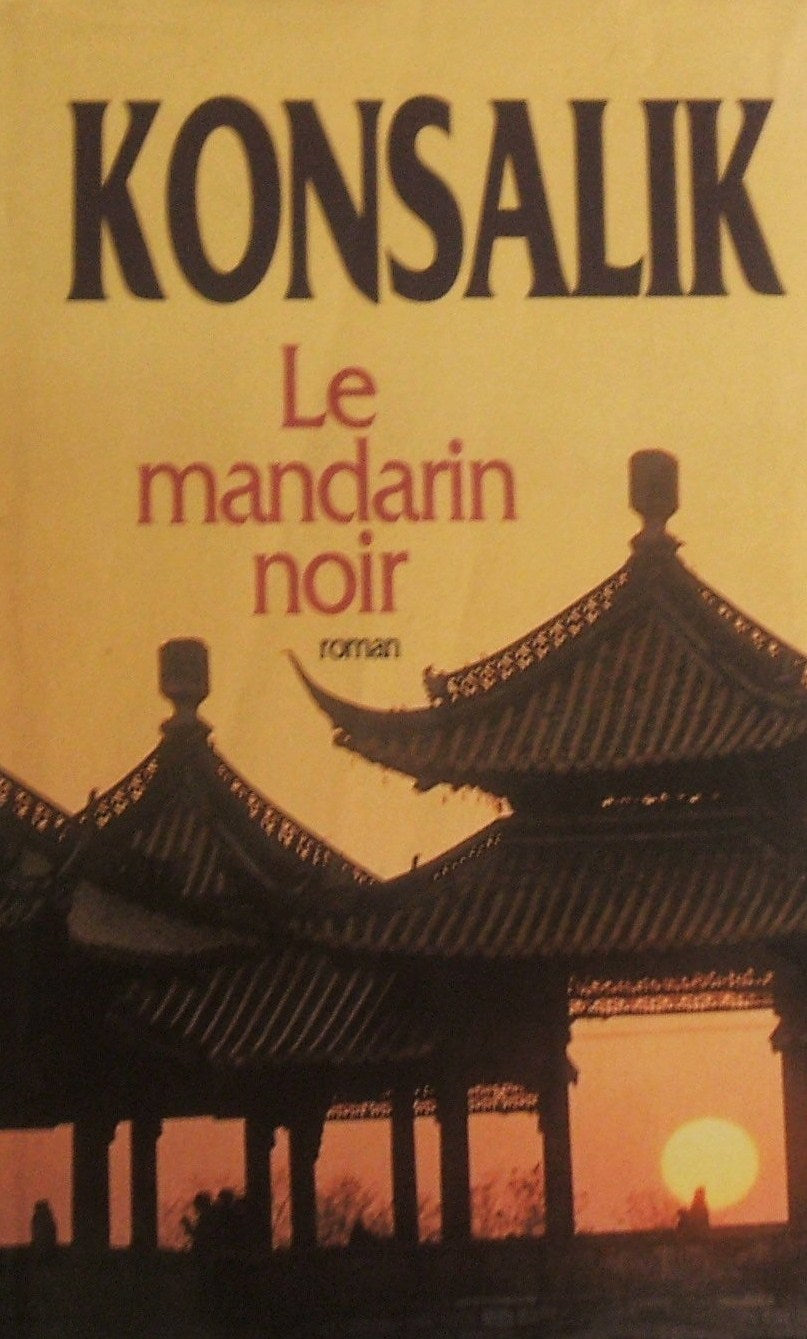 KONSALIK
Le
mandarin
noir
roman